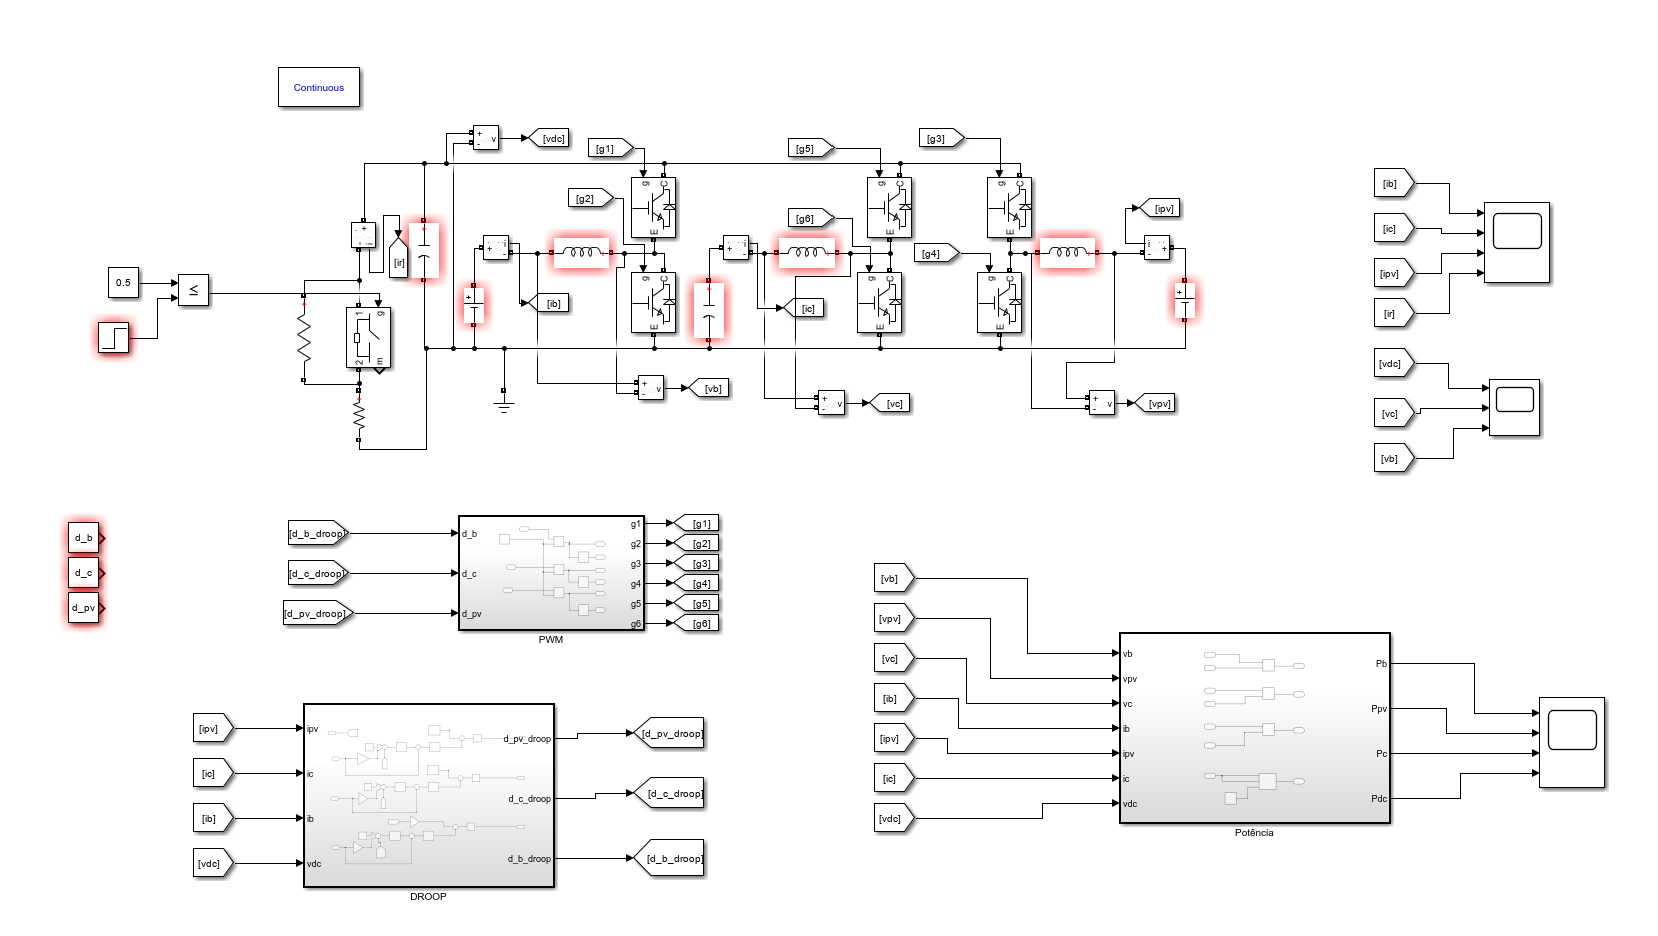 Continuous
+
-
v
[vdc]
[g1]
[g5]
[g3]
[g2]
[g6]
[g4]
g
C
E
g
C
E
g
C
E
[ipv]
[ir]
i
+
-
i
+
-
i
+
-
0.5
≤
1
g
2
m
[ib]
[ic]
g
C
E
g
C
E
g
C
E
+
-
v
[vb]
+
-
v
[vc]
+
-
v
[vpv]
[ib]
[ic]
[ipv]
[ir]
[vdc]
[vc]
[vb]
d_b
d_c
d_pv
[d_b_droop]
[d_c_droop]
[d_pv_droop]
d_b
d_c
d_pv
g1
g2
g3
g4
g5
g6
PWM
[g1]
[g2]
[g3]
[g4]
[g5]
[g6]
[ipv]
[ic]
[ib]
[vdc]
ipv
ic
ib
vdc
d_pv_droop
d_c_droop
d_b_droop
DROOP
[d_pv_droop]
[d_c_droop]
[d_b_droop]
[vb]
[vpv]
[vc]
[ib]
[ipv]
[ic]
[vdc]
vb
vpv
vc
ib
ipv
ic
vdc
Pb
Ppv
Pc
Pdc
Potência